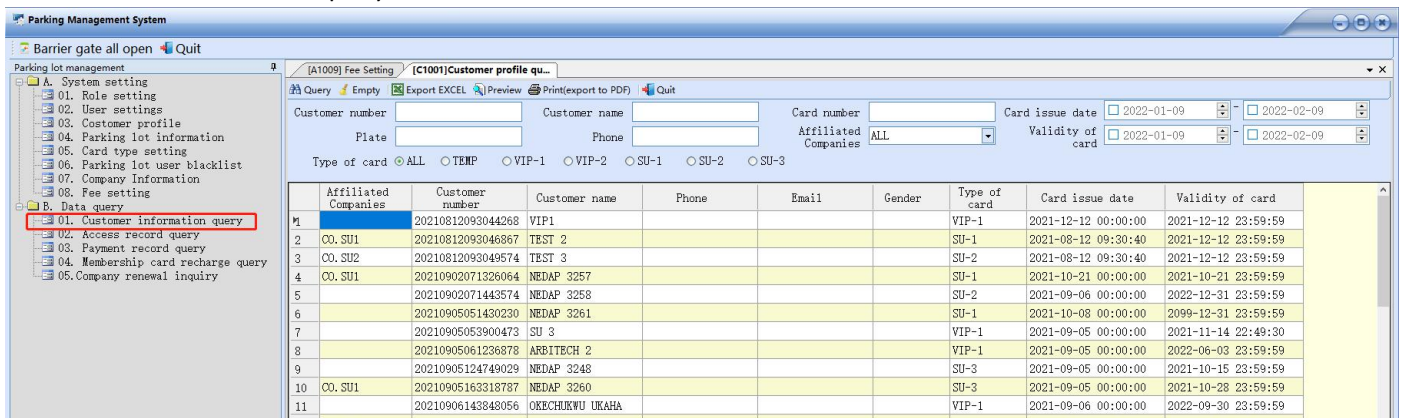 Parking Management System
Barrier gate all open Quit
Parking lot management
A. System setting
01. Role setting
02. User settings
03. Costomer profile
04. Parking lot information
05. Card type setting
06. Parking lot user blacklist
07. Company Information
08. Fee setting
B. Data query
01. Customer information query
02. Access record query
03. Payment record query
04. Membership card recharge query
05.Company renewal inquiry
[A1009] Fee Setting [C1001]Customer profile qu...
Query Empty Export EXCEL Preview Print(export to PDF) Quit
Customer number Customer name Card number Card issue date 2022-01-09 - 2022-02-09
Plate Phone Affiliated Companies ALL Validity of card 2022-01-09 - 2022-02-09
Type of card ALL TEMP VIP-1 VIP-2 SU-1 SU-2 SU-3
Affiliated Companies Customer number Customer name Phone Email Gender Type of card Card issue date Validity of card
1 20210812093044268 VIP1 VIP-1 2021-12-12 00:00:00 2021-12-12 23:59:59
2 CO.SU1 20210812093046867 TEST 2 SU-1 2021-08-12 09:30:40 2021-12-12 23:59:59
3 CO.SU2 20210812093049574 TEST 3 SU-2 2021-08-12 09:30:40 2021-12-12 23:59:59
4 CO.SU1 20210902071326064 NEDAP 3257 SU-1 2021-10-21 00:00:00 2021-10-21 23:59:59
5 20210902071443574 NEDAP 3258 SU-2 2021-09-06 00:00:00 2022-12-31 23:59:59
6 20210905051430230 NEDAP 3261 SU-1 2021-10-08 00:00:00 2099-12-31 23:59:59
7 20210905053900473 SU 3 VIP-1 2021-09-05 00:00:00 2021-11-14 22:49:30
8 20210905061236878 ARBITECH 2 VIP-1 2021-09-05 00:00:00 2022-06-03 23:59:59
9 20210905124749029 NEDAP 3248 SU-3 2021-09-05 00:00:00 2021-10-15 23:59:59
10 CO.SU1 20210905163318787 NEDAP 3260 SU-3 2021-09-05 00:00:00 2021-10-28 23:59:59
11 20210906143848056 OKECHUKWU UKAHA VIP-1 2021-09-06 00:00:00 2022-09-30 23:59:59